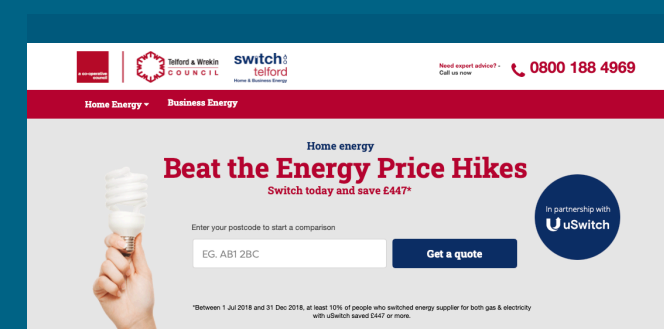 a co-operative
council
Telford & Wrekin
COUNCIL
switch
telford
Home & Business Energy
Need expert advice? -
Call us now
0800 188 4969
Home Energy
Business Energy
Home energy
Beat the Energy Price Hikes
Switch today and save £447*
Enter your postcode to start a comparison
EG. AB1 2BC
Get a quote
In partnership with
uSwitch
*Between 1 Jul 2018 and 31 Dec 2018, at least 10% of people who switched energy supplier for both gas & electricity
with uSwitch saved £447 or more.